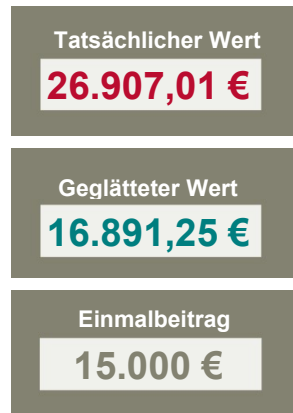 Tatsächlicher Wert
26.907,01 €
Geglätteter Wert
16.891,25 €
Einmalbeitrag
15.000 €